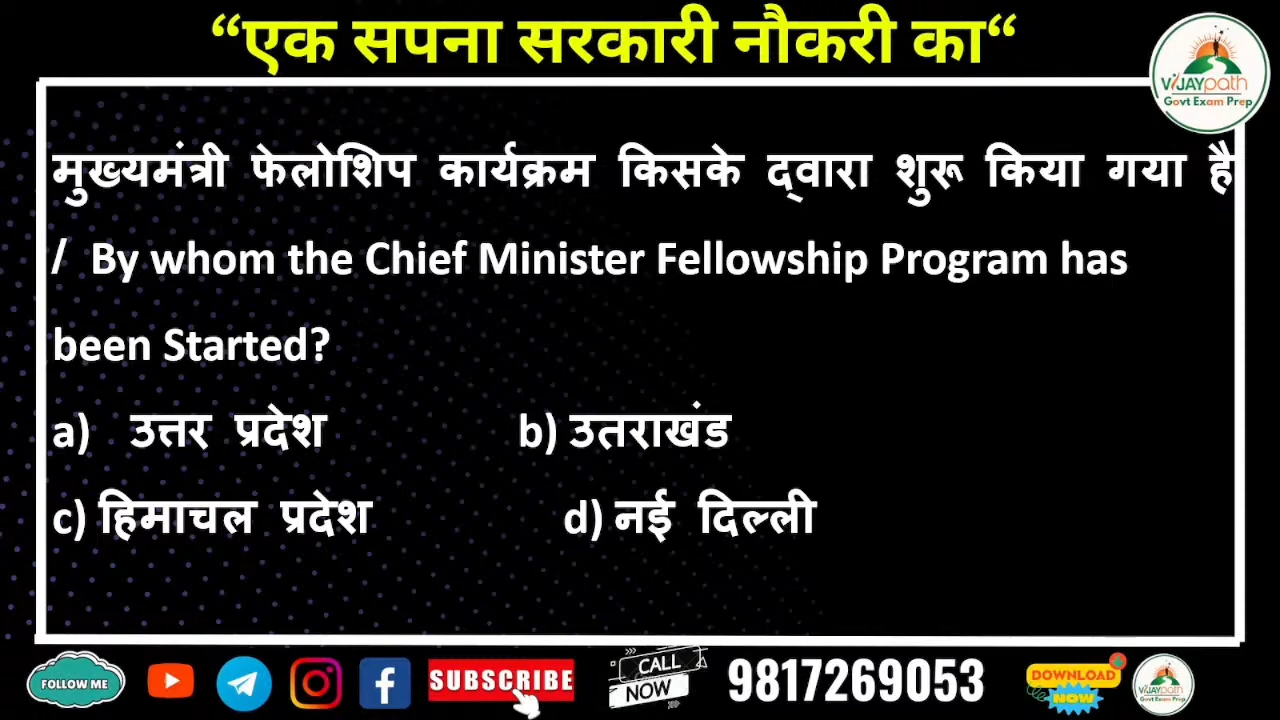 “एक सपना सरकारी नौकरी का“
VIJAYpath
Govt Exam Prep
मुख्यमंत्री फेलोशिप कार्यक्रम किसके द्वारा शुरू किया गया है
/ By whom the Chief Minister Fellowship Program has
been Started?
a) उत्तर प्रदेश b) उतराखंड
c) हिमाचल प्रदेश d) नई दिल्ली
FOLLOW ME
SUBSCRIBE
CALL
NOW
9817269053
DOWNLOAD
NOW
VIJAYpath
Govt Exam Prep